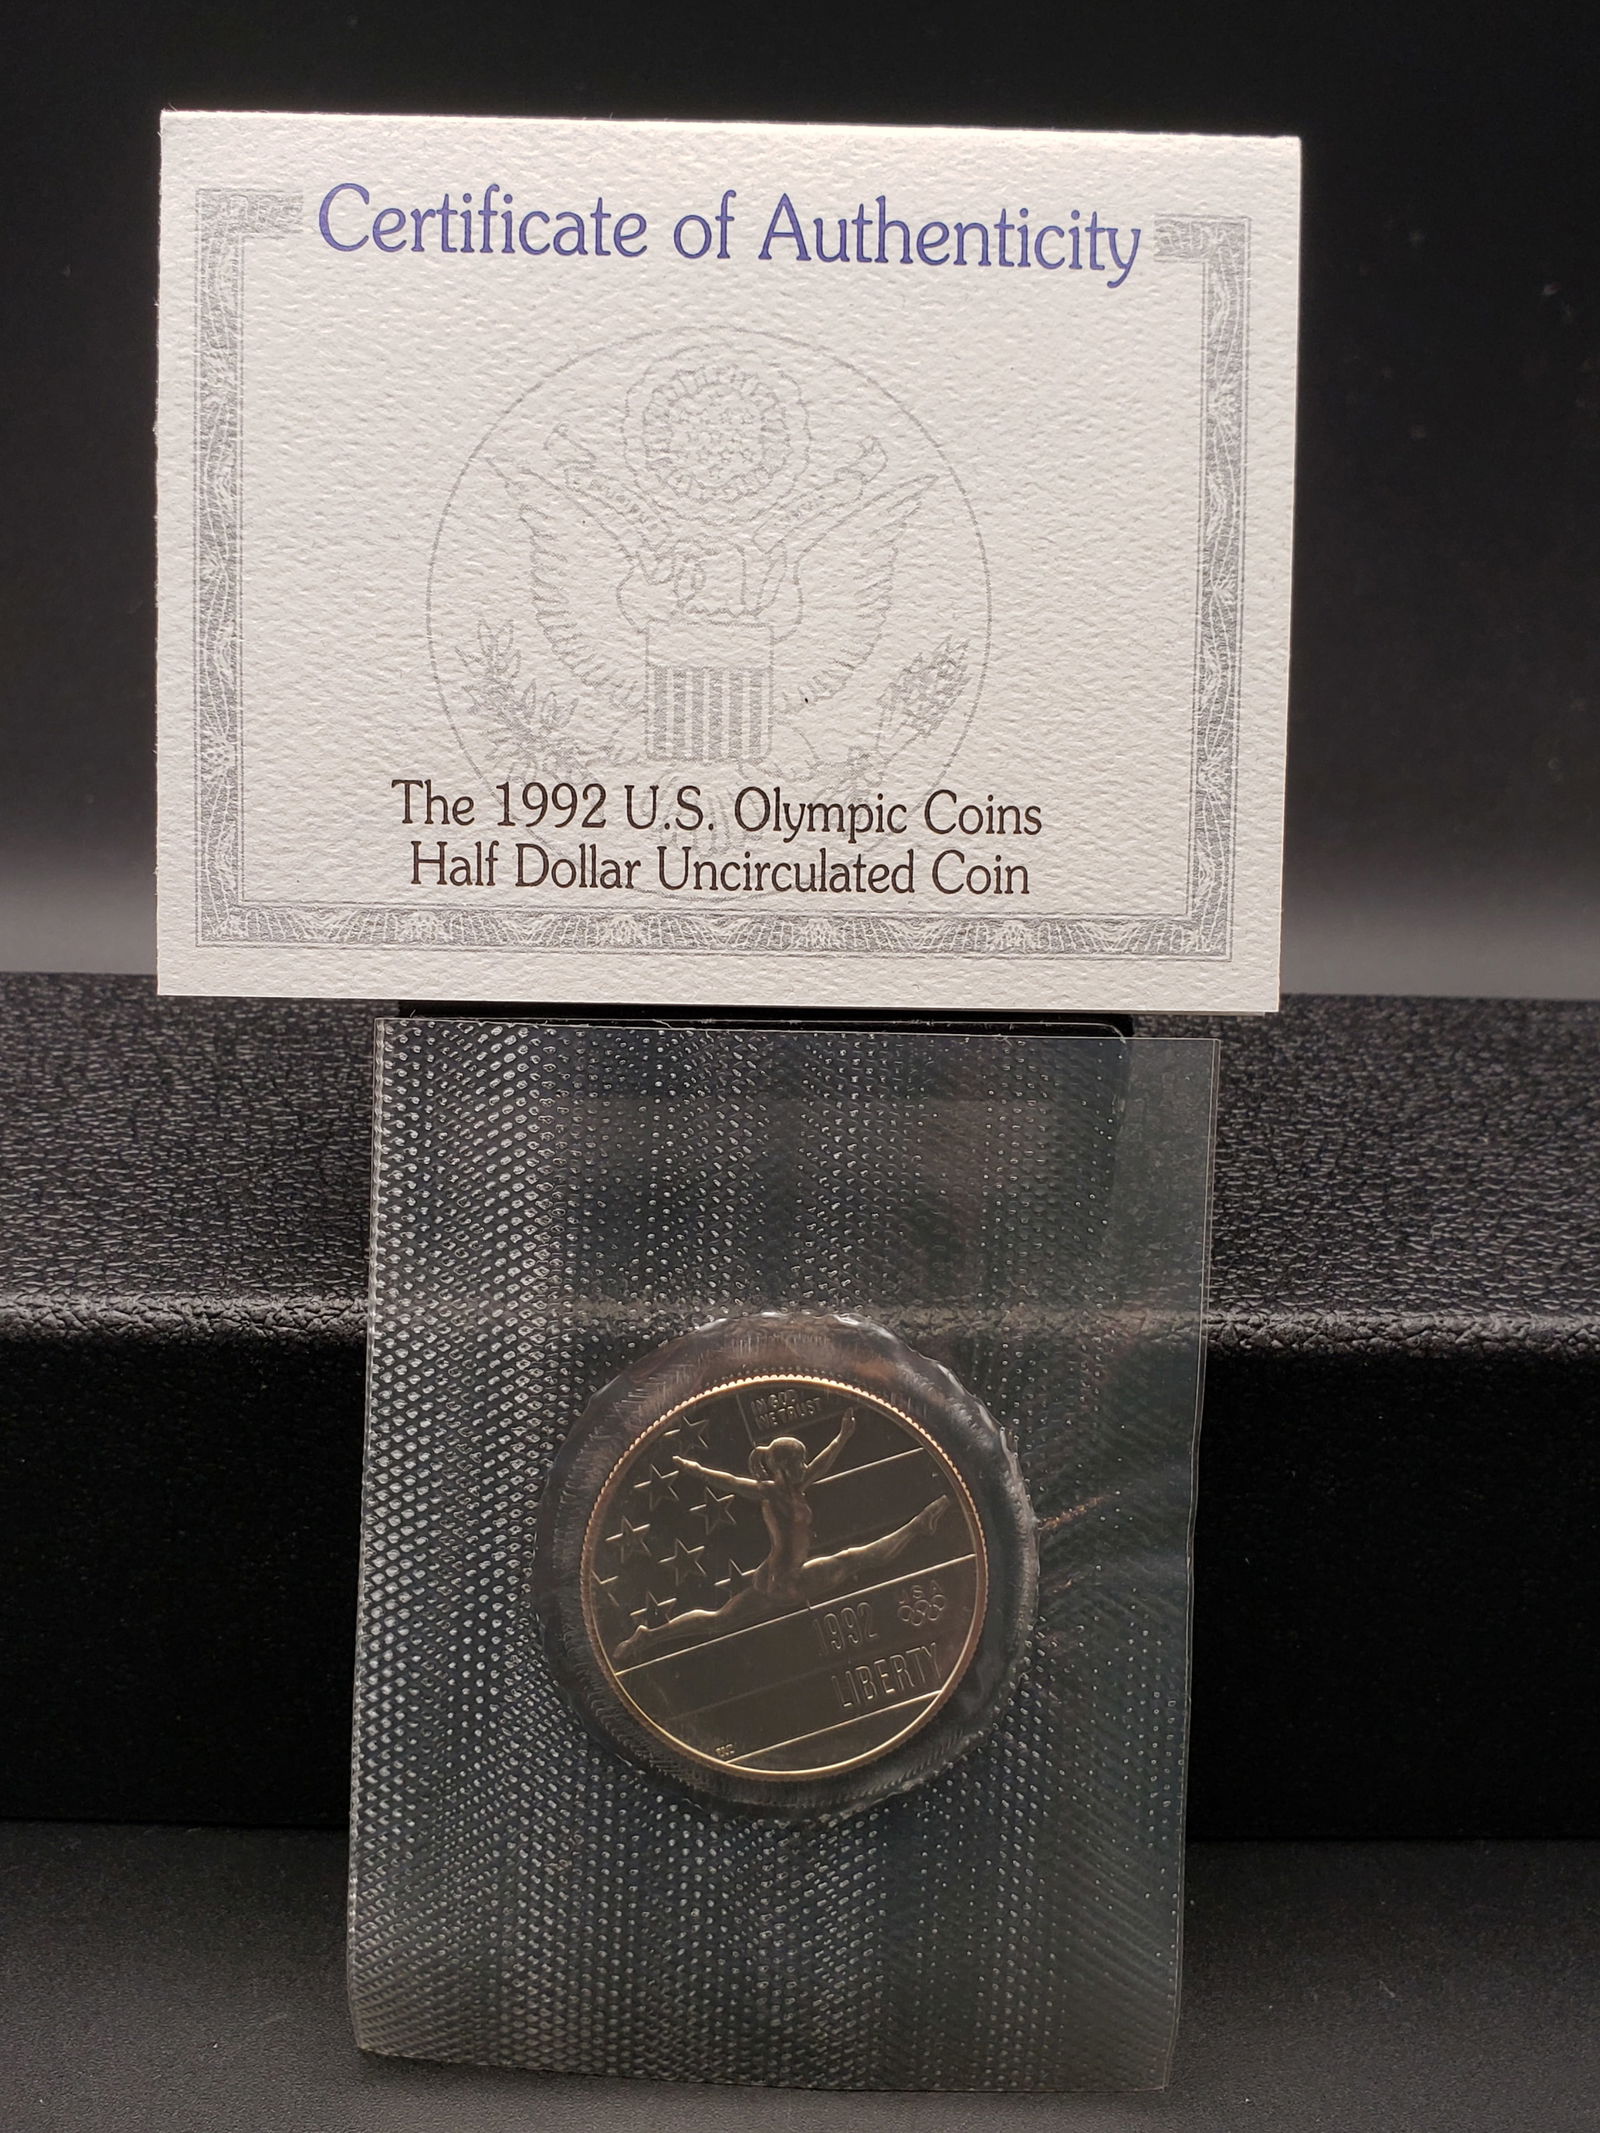 Certificate of Authenticity
The 1992 U.S. Olympic Coins
Half Dollar Uncirculated Coin
IN GOD
WE TRUST
USA
1992
LIBERTY